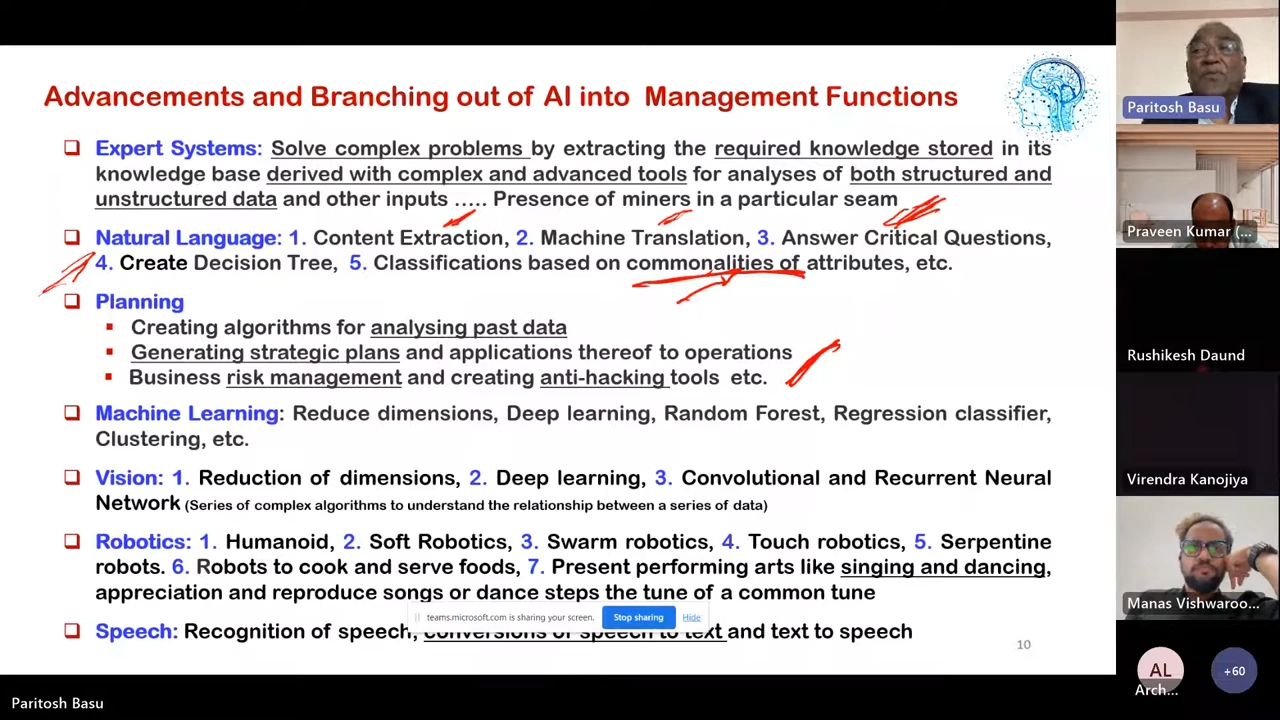 Advancements and Branching out of AI into Management Functions
❑ Expert Systems: Solve complex problems by extracting the required knowledge stored in its
knowledge base derived with complex and advanced tools for analyses of both structured and
unstructured data and other inputs ….. Presence of miners in a particular seam
❑ Natural Language: 1. Content Extraction, 2. Machine Translation, 3. Answer Critical Questions,
4. Create Decision Tree, 5. Classifications based on commonalities of attributes, etc.
❑ Planning
▪ Creating algorithms for analysing past data
▪ Generating strategic plans and applications thereof to operations
▪ Business risk management and creating anti-hacking tools etc.
❑ Machine Learning: Reduce dimensions, Deep learning, Random Forest, Regression classifier,
Clustering, etc.
❑ Vision: 1. Reduction of dimensions, 2. Deep learning, 3. Convolutional and Recurrent Neural
Network (Series of complex algorithms to understand the relationship between a series of data)
❑ Robotics: 1. Humanoid, 2. Soft Robotics, 3. Swarm robotics, 4. Touch robotics, 5. Serpentine
robots. 6. Robots to cook and serve foods, 7. Present performing arts like singing and dancing,
appreciation and reproduce songs or dance steps the tune of a common tune
teams.microsoft.com is sharing your screen. Stop sharing Hide
❑ Speech: Recognition of speech, conversions of speech to text and text to speech
10
Paritosh Basu
Paritosh Basu
Praveen Kumar (...
Rushikesh Daund
Virendra Kanojiya
Manas Vishwaroo...
AL
Arch...
+60